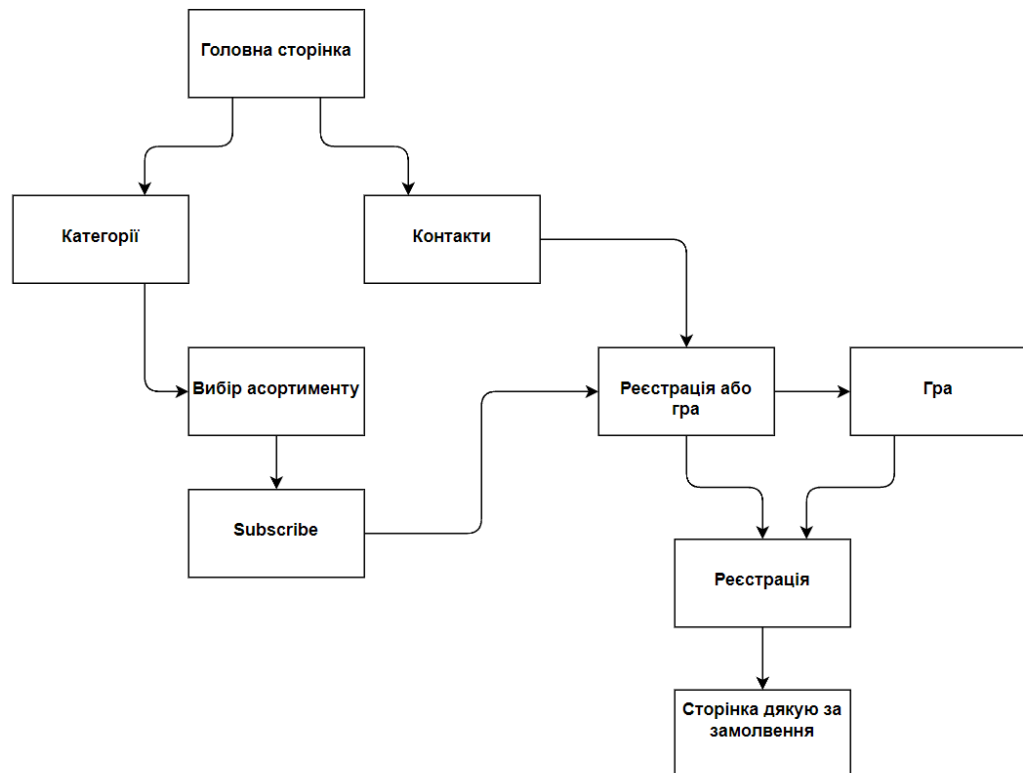 Головна сторінка
Категорії
Контакти
Вибір асортименту
Реєстрація або
гра
Гра
Subscribe
Реєстрація
Сторінка дякую за
замолвення